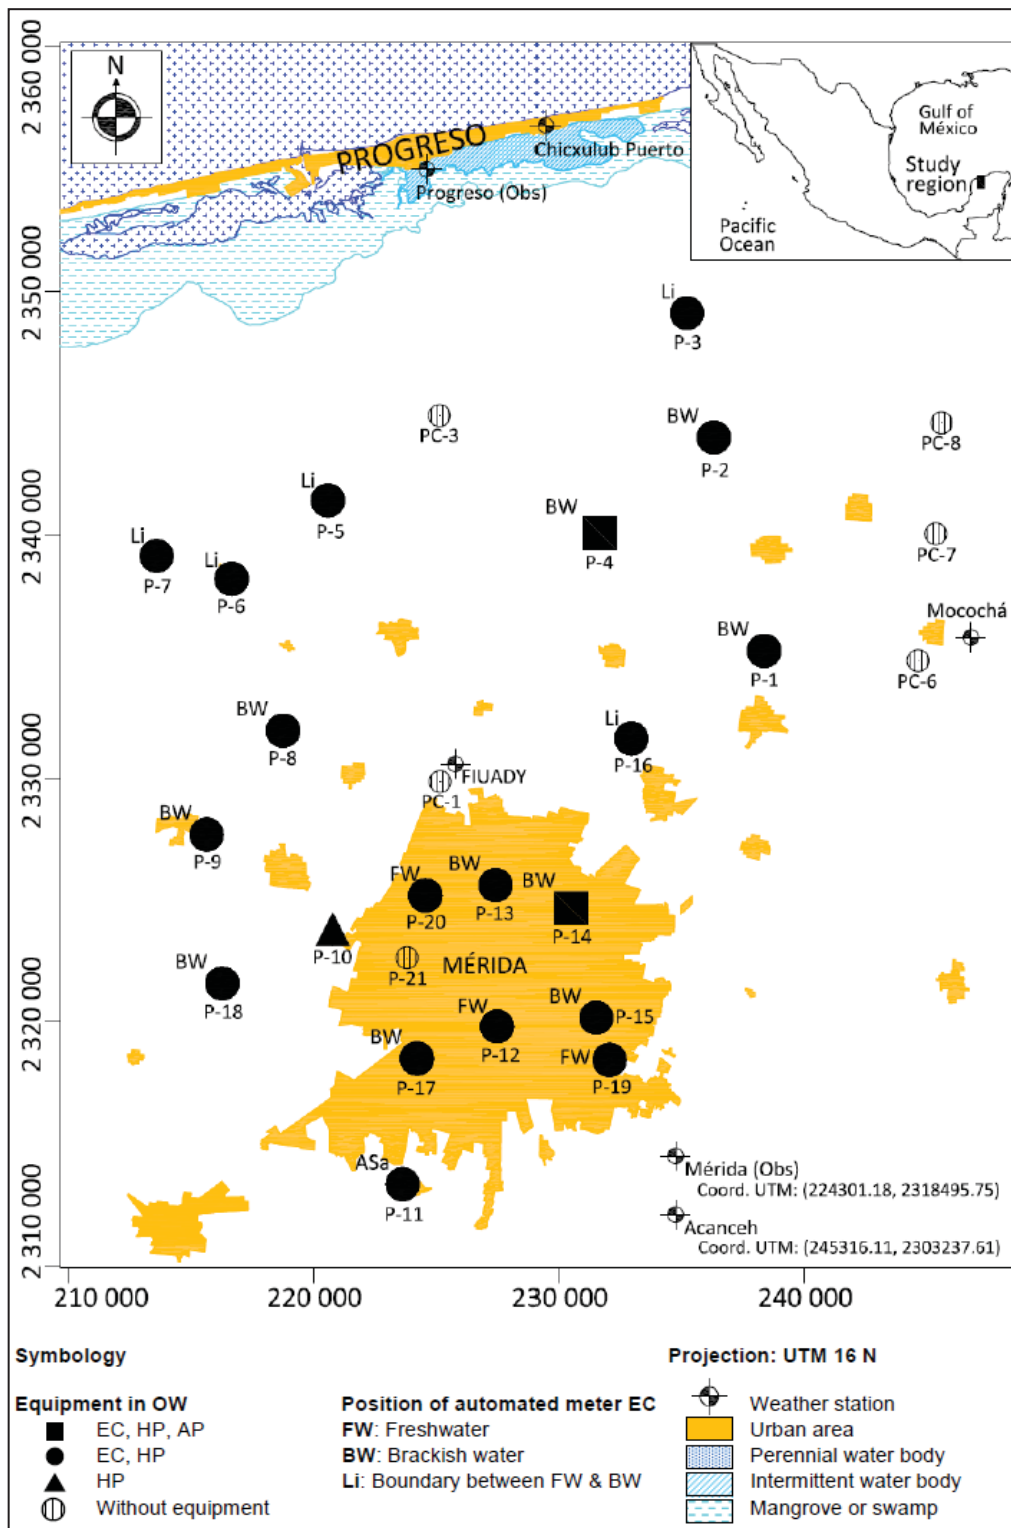 2 360 000
N
PROGRESO
Chicxulub Puerto
Progreso (Obs)
Gulf of
México
Study
region
Pacific
Ocean
2 350 000
Li
P-3
PC-3
BW
P-2
PC-8
Li
P-5
BW
P-4
2 340 000
PC-7
Li
P-7
Li
P-6
Mocochá
BW
P-1
PC-6
BW
P-8
Li
P-16
2 330 000
FIUADY
PC-1
BW
P-9
FW
P-20
BW
P-13
BW
P-14
P-10
P-21
MÉRIDA
BW
P-18
2 320 000
FW
P-12
BW
P-15
BW
P-17
FW
P-19
ASa
P-11
Mérida (Obs)
Coord. UTM: (224301.18, 2318495.75)
Acanceh
Coord. UTM: (245316.11, 2303237.61)
2 310 000
210 000
220 000
230 000
240 000
Symbology
Projection: UTM 16 N
Equipment in OW
EC, HP, AP
EC, HP
HP
Without equipment
Position of automated meter EC
FW: Freshwater
BW: Brackish water
Li: Boundary between FW & BW
Weather station
Urban area
Perennial water body
Intermittent water body
Mangrove or swamp